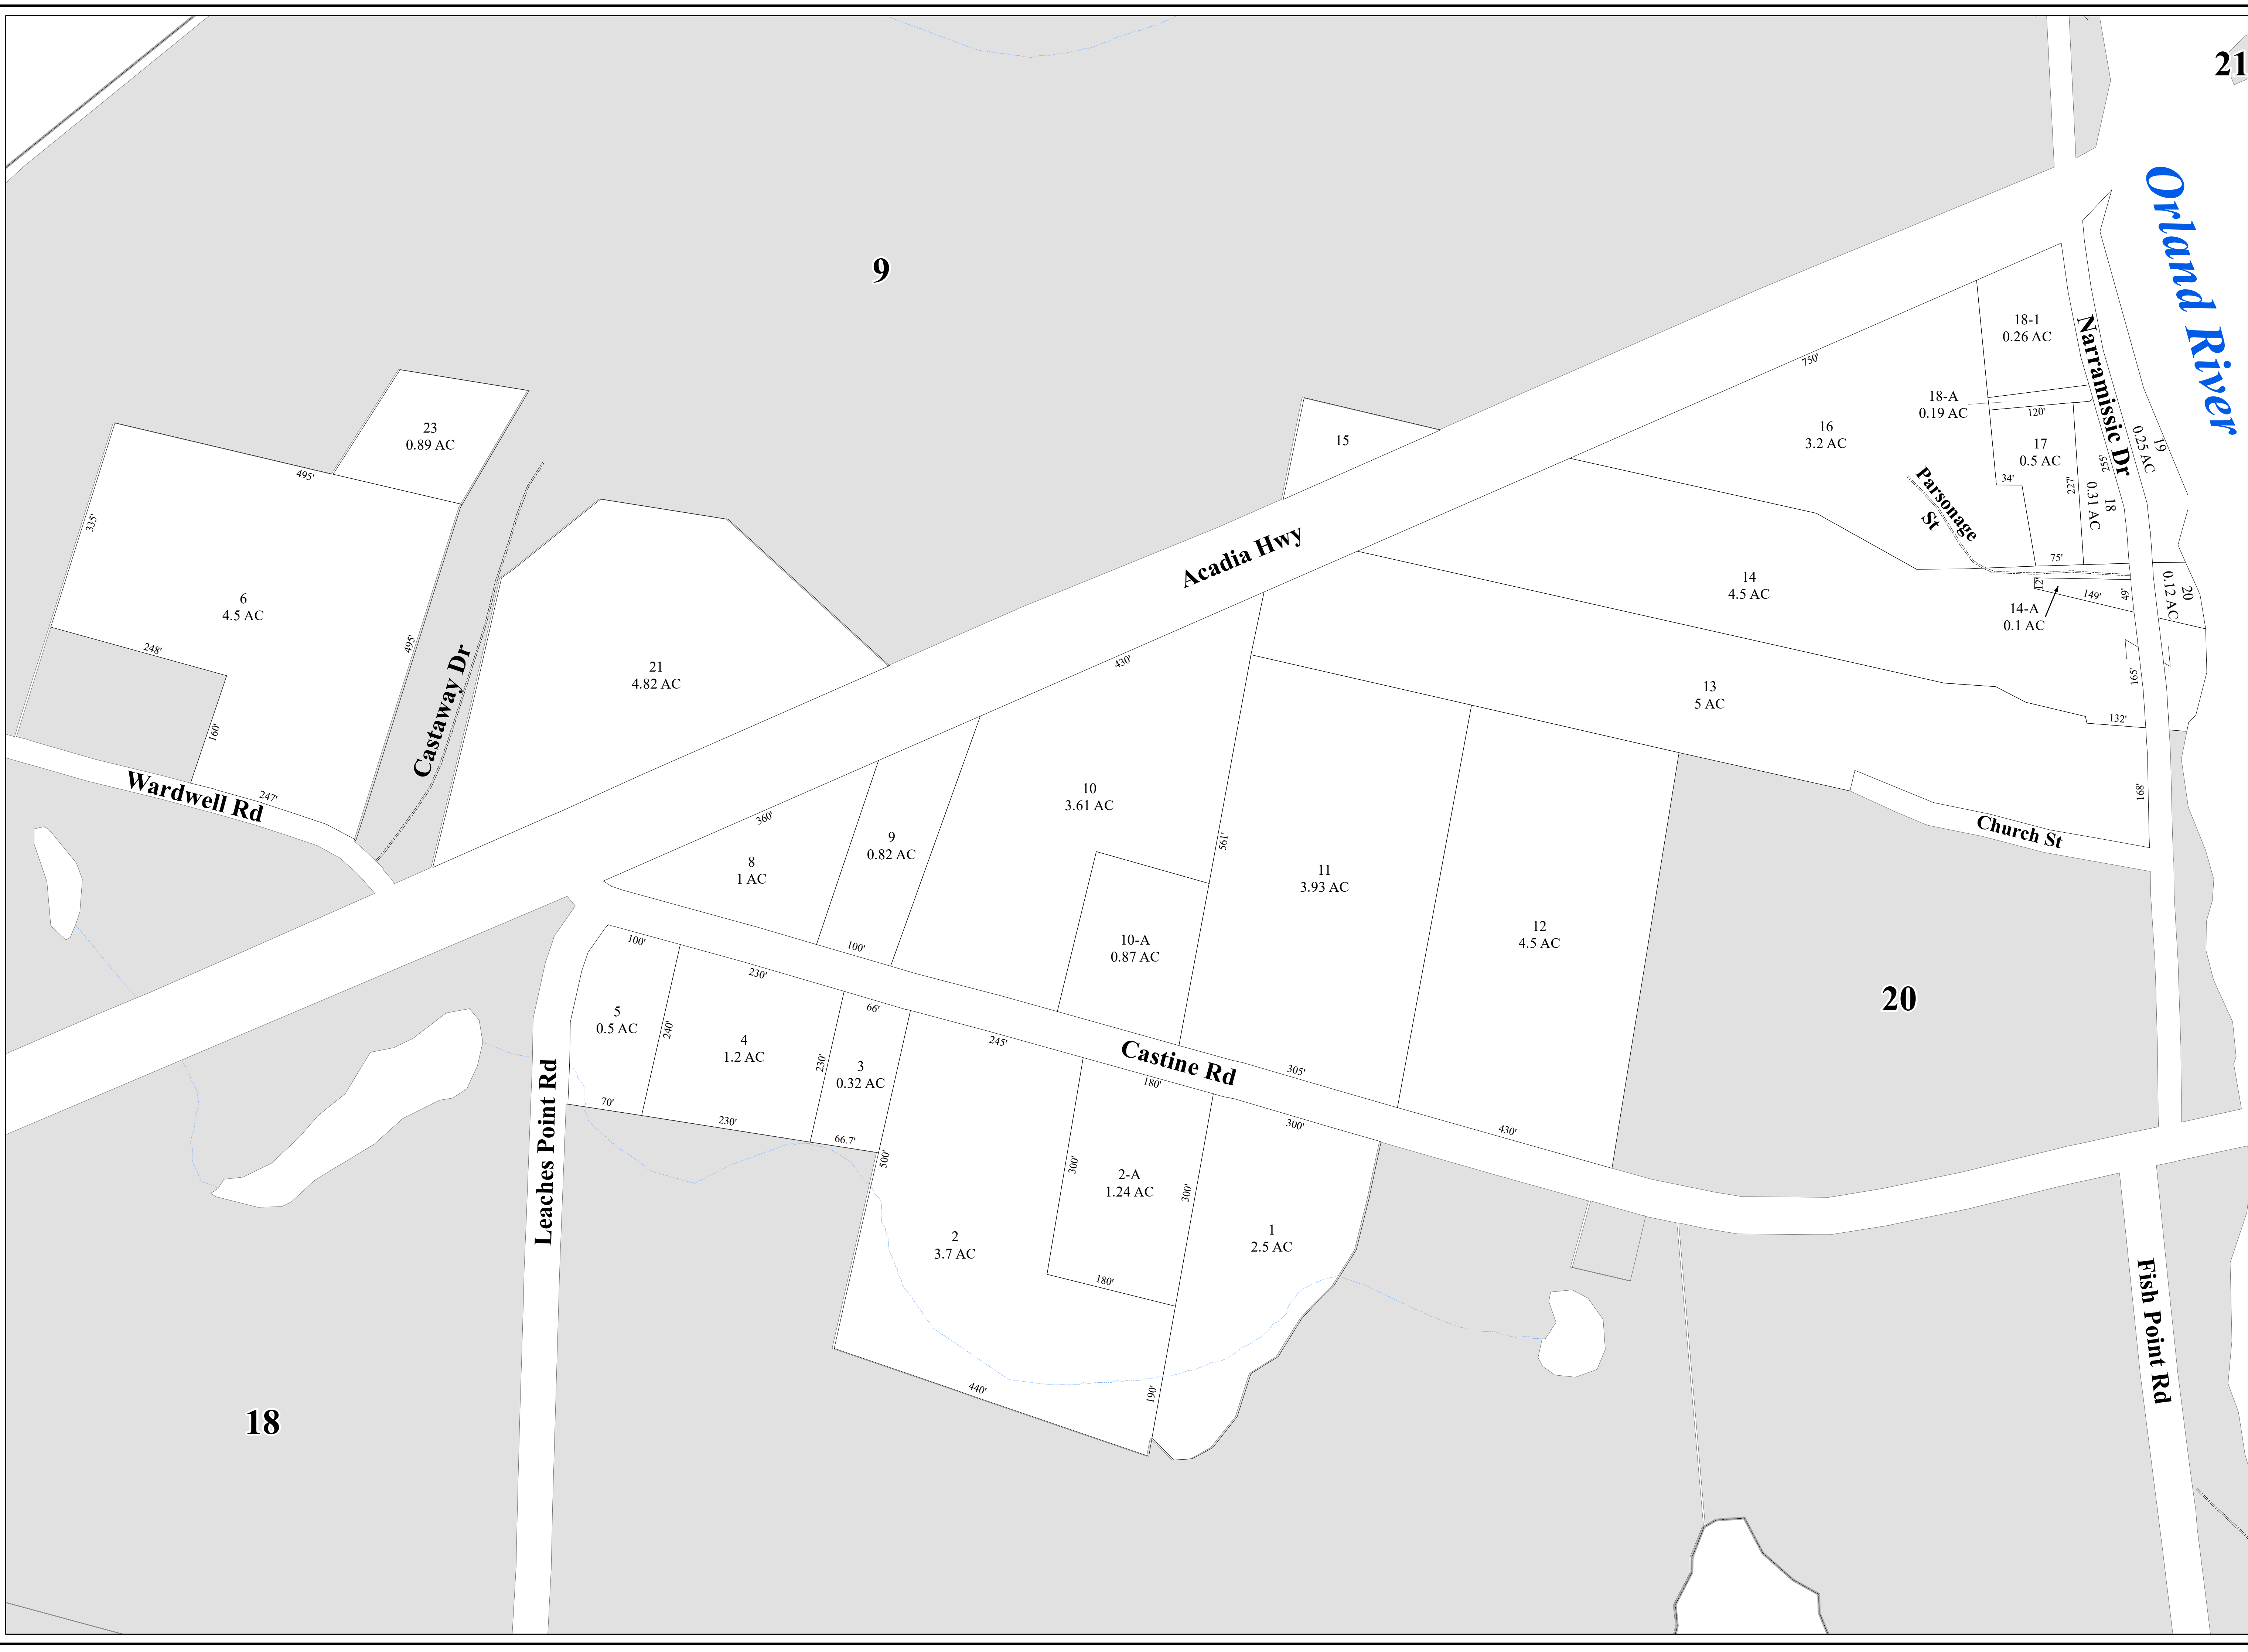 21
Orland River
9
18-1
0.26 AC
Narramissic Dr
750'
18-A
0.19 AC
120'
16
3.2 AC
17
0.5 AC
19
0.25 AC
255'
34'
227'
18
0.31 AC
Parsonage
St
75'
12'
149'
49'
14-A
0.1 AC
20
0.12 AC
165'
132'
168'
23
0.89 AC
495'
335'
6
4.5 AC
248'
495'
160'
247'
Wardwell Rd
Castaway Dr
21
4.82 AC
15
Acadia Hwy
430'
14
4.5 AC
13
5 AC
Church St
360'
8
1 AC
9
0.82 AC
100'
10
3.61 AC
561'
10-A
0.87 AC
11
3.93 AC
12
4.5 AC
20
100'
230'
66'
245'
Castine Rd
180'
305'
300'
430'
5
0.5 AC
240'
4
1.2 AC
230'
3
0.32 AC
70'
230'
66.7'
500'
Leaches Point Rd
2
3.7 AC
300'
2-A
1.24 AC
300'
180'
1
2.5 AC
440'
190'
Fish Point Rd
18